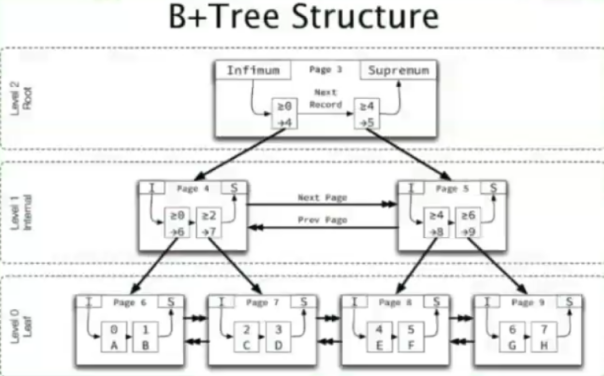 B+Tree Structure
Level 2
Root
Infimum Page 3 Supremum
Next
Record
≥0 ≥4
→4 →5
Level 1
Internal
I Page 4 S
≥0 ≥2
→6 →7
Next Page
Prev Page
I Page 5 S
≥4 ≥6
→8 →9
Level 0
Leaf
I Page 6 S
0 1
A B
I Page 7 S
2 3
C D
I Page 8 S
4 5
E F
I Page 9 S
6 7
G H